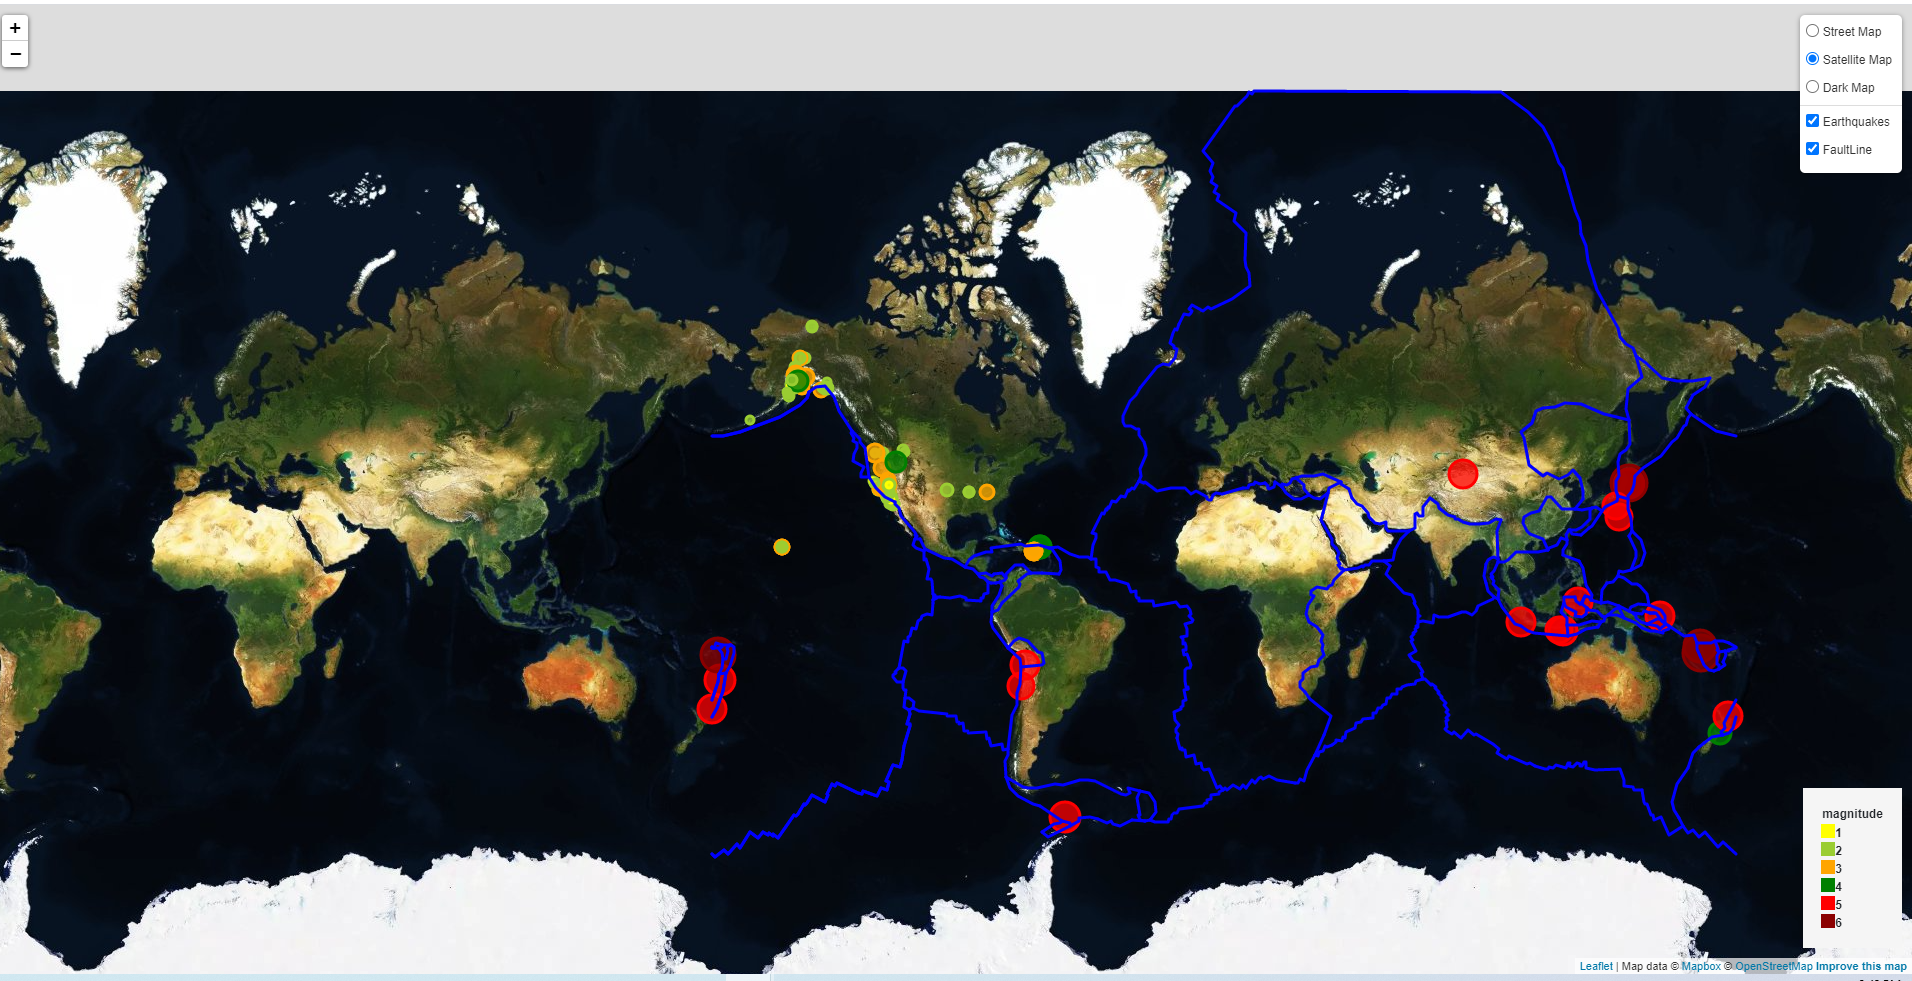 +
−
Street Map
Satellite Map
Dark Map
Earthquakes
FaultLine
magnitude
1
2
3
4
5
6
Leaflet | Map data © Mapbox © OpenStreetMap Improve this map